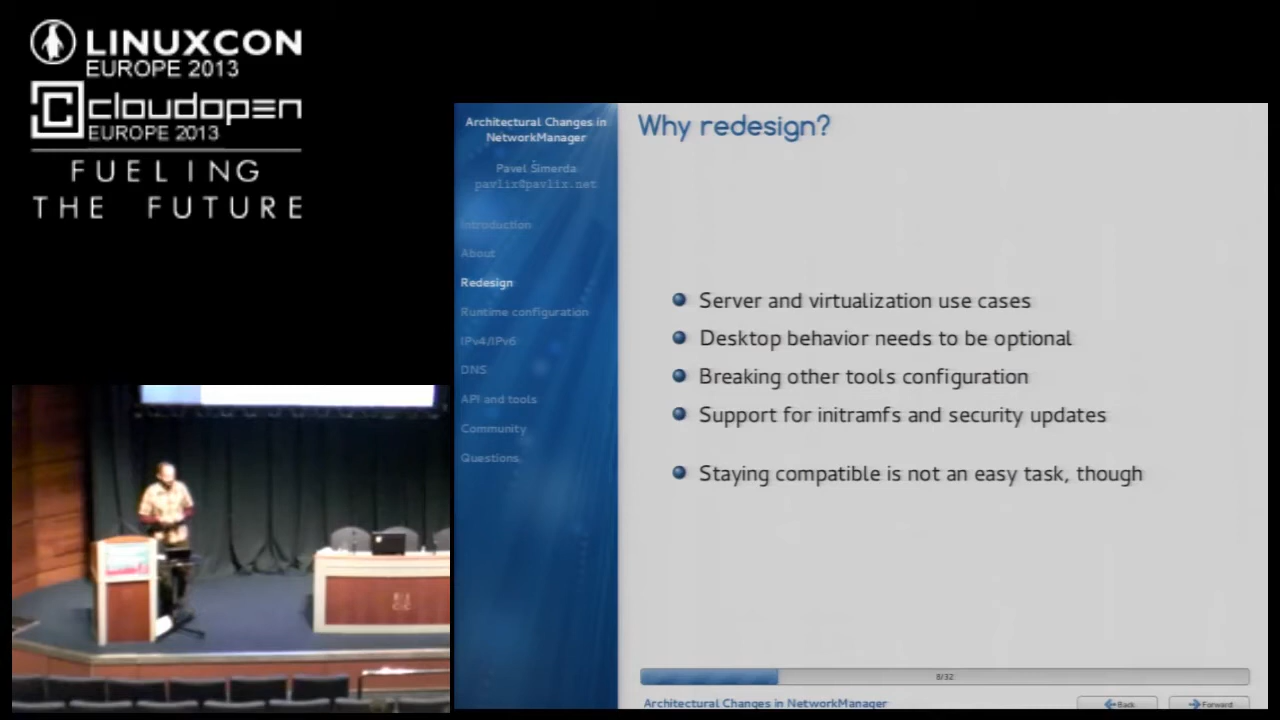 LINUXCON
EUROPE 2013
cloudopen
EUROPE 2013
FUELING
THE FUTURE
Architectural Changes in
NetworkManager
Pavel Šimerda
pavlix@pavlix.net
Introduction
About
Redesign
Runtime configuration
IPv4/IPv6
DNS
API and tools
Community
Questions
Why redesign?
Server and virtualization use cases
Desktop behavior needs to be optional
Breaking other tools configuration
Support for initramfs and security updates
Staying compatible is not an easy task, though
8/32
Architectural Changes in NetworkManager
Back
Forward